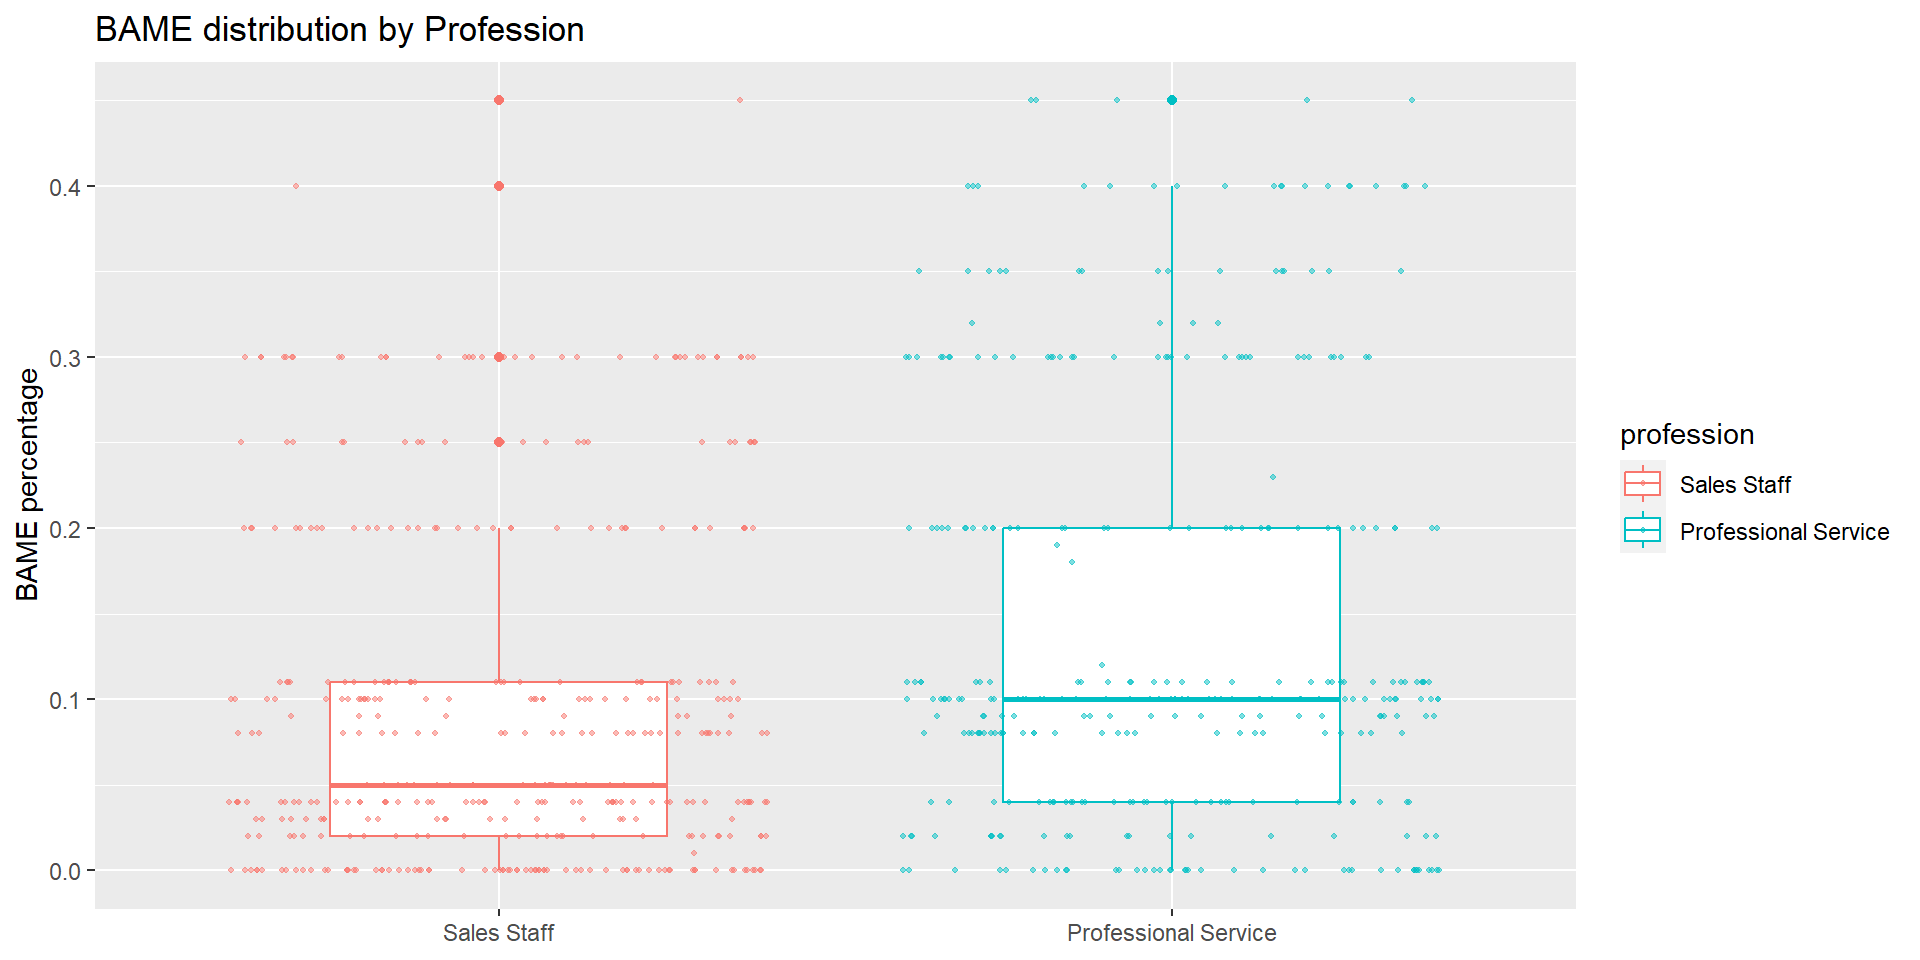 BAME distribution by Profession
BAME percentage
0.4
0.3
0.2
0.1
0.0
Sales Staff
Professional Service
profession
Sales Staff
Professional Service